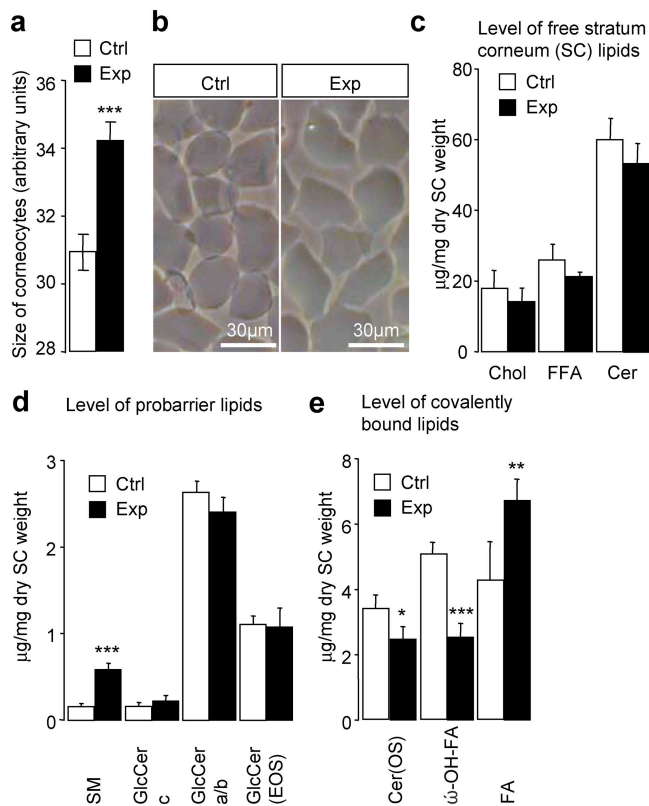 a
Ctrl
Exp
Size of corneocytes (arbitrary units)
36
34
32
30
28
***
b
Ctrl
Exp
30µm
30µm
c
Level of free stratum
corneum (SC) lipids
Ctrl
Exp
µg/mg dry SC weight
80
60
40
20
0
Chol
FFA
Cer
d
Level of probarrier lipids
Ctrl
Exp
µg/mg dry SC weight
3
2
1
0
***
SM
GlcCer
c
GlcCer
a/b
GlcCer
(EOS)
e
Level of covalently
bound lipids
Ctrl
Exp
µg/mg dry SC weight
8
6
4
2
0
*
***
**
Cer(OS)
ώ-OH-FA
FA